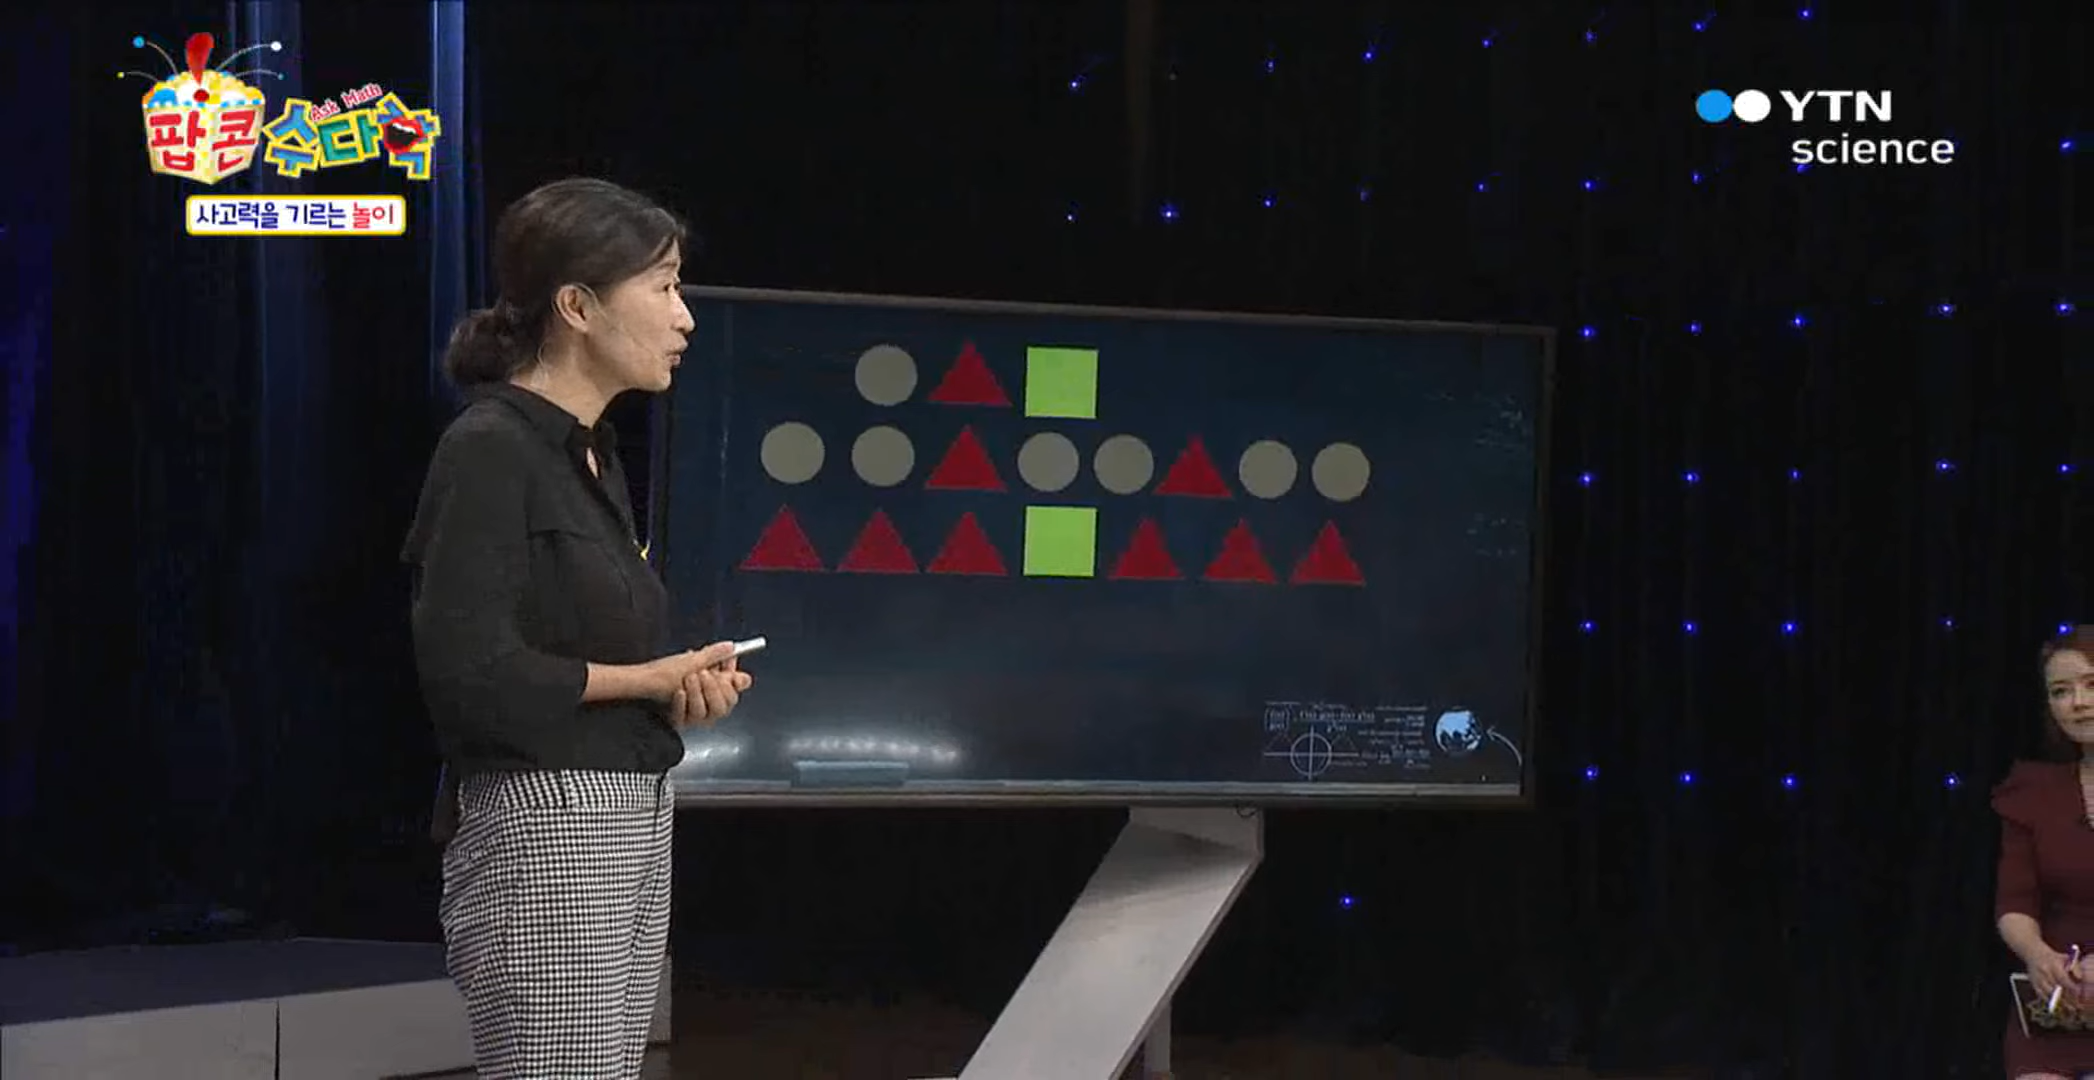 팝콘 수다학
Ask Math
사고력을 기르는 놀이
YTN
science